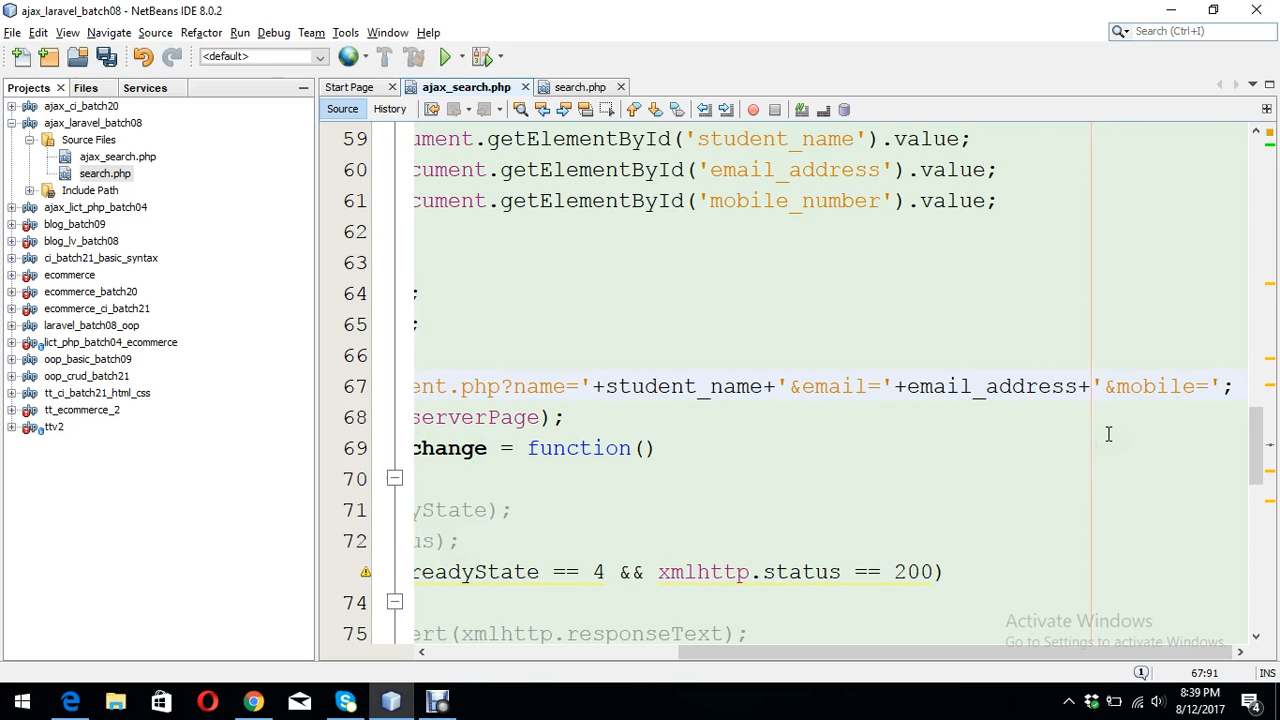 ajax_laravel_batch08 - NetBeans IDE 8.0.2
File Edit View Navigate Source Refactor Run Debug Team Tools Window Help
Search (Ctrl+I)
<default>
Projects Files Services
Start Page ajax_search.php search.php
Source History
ajax_ci_batch20
ajax_laravel_batch08
Source Files
ajax_search.php
search.php
Include Path
ajax_lict_php_batch04
blog_batch09
blog_lv_batch08
ci_batch21_basic_syntax
ecommerce
ecommerce_batch20
ecommerce_ci_batch21
laravel_batch08_oop
lict_php_batch04_ecommerce
oop_basic_batch09
oop_crud_batch21
tt_ci_batch21_html_css
tt_ecommerce_2
ttv2
59 ument.getElementById('student_name').value;
60 cument.getElementById('email_address').value;
61 cument.getElementById('mobile_number').value;
62
63
64 ;
65 ;
66
67 ent.php?name='+student_name+'&email='+email_address+'&mobile=';
68 serverPage);
69 change = function()
70
71 yState);
72 us);
readyState == 4 && xmlhttp.status == 200)
74
75 ert(xmlhttp.responseText);
Activate Windows
Go to Settings to activate Windows.
1 67:91 INS
8:39 PM
8/12/2017
4